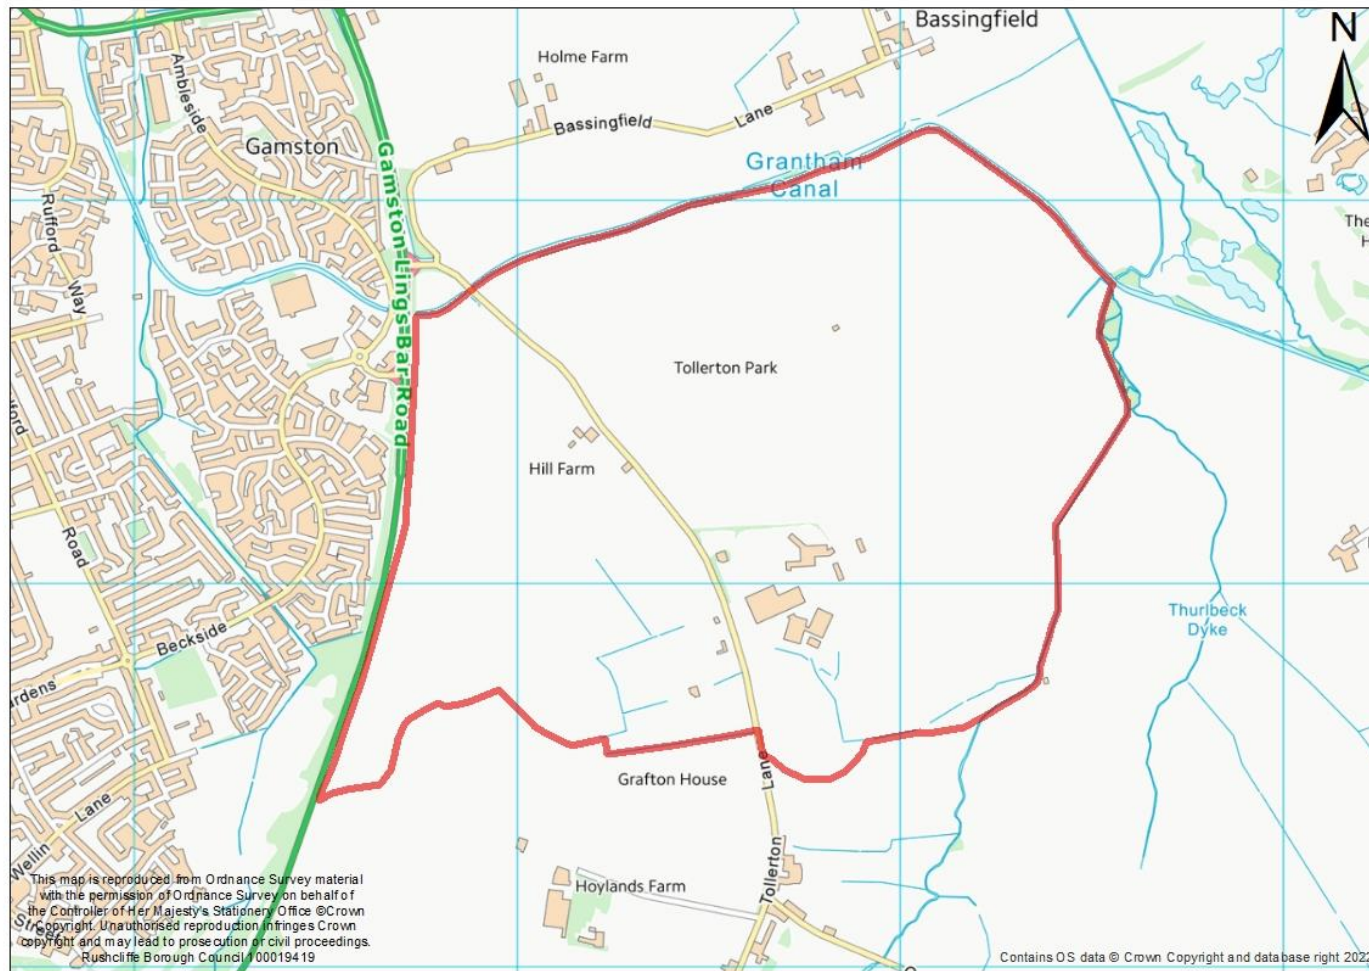 Bassingfield
N
Holme Farm
Ambleside
Bassingfield
Lane
Gamston
Grantham
Canal
Gamston-Lings-Bar-Road
Rufford
Way
The
H
Tollerton Park
Hill Farm
Road
Thurlbeck
Dyke
Beckside
Grafton House
Lane
Lane
Wellin
Tollerton
Hoylands Farm
Street
This map is reproduced from Ordnance Survey material
with the permission of Ordnance Survey on behalf of
the Controller of Her Majesty's Stationery Office © Crown
Copyright. Unauthorised reproduction infringes Crown
copyright and may lead to prosecution or civil proceedings.
Rushcliffe Borough Council 100019419
Contains OS data © Crown Copyright and database right 2022